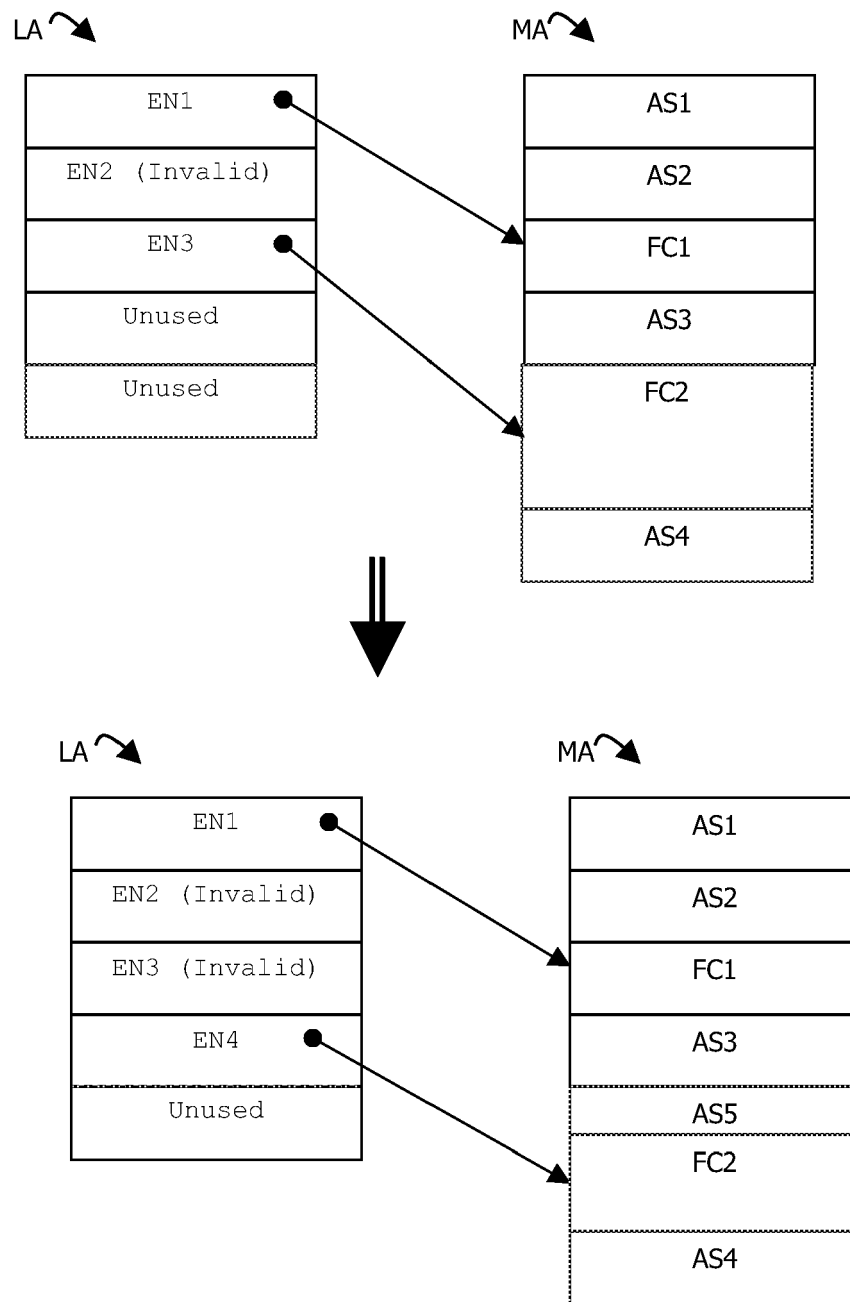 LA
EN1
EN2 (Invalid)
EN3
Unused
Unused
MA
AS1
AS2
FC1
AS3
FC2
AS4
LA
EN1
EN2 (Invalid)
EN3 (Invalid)
EN4
Unused
MA
AS1
AS2
FC1
AS3
AS5
FC2
AS4